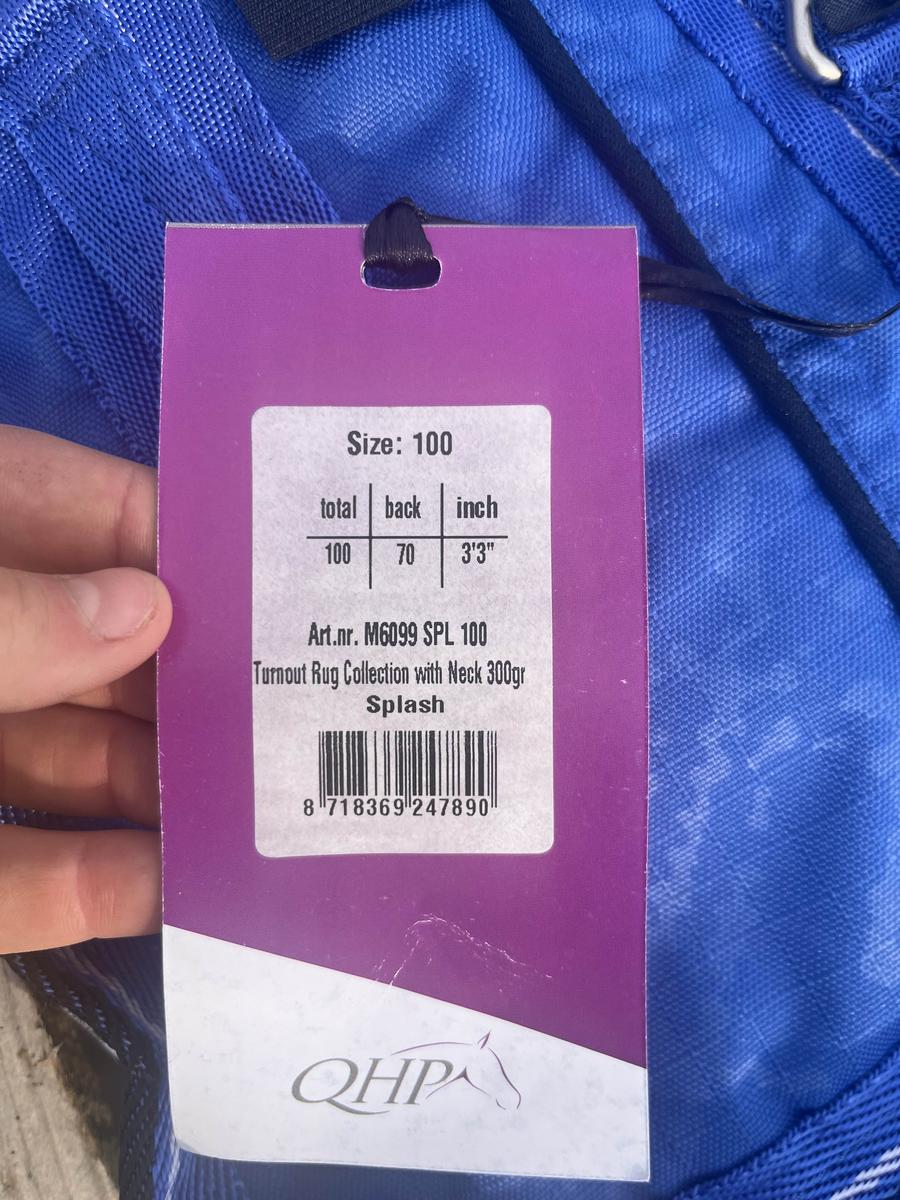 Size: 100
total back inch
100 70 3'3"
Art.nr. M6099 SPL 100
Turnout Rug Collection with Neck 300gr
Splash
8 718369 247890
QHP